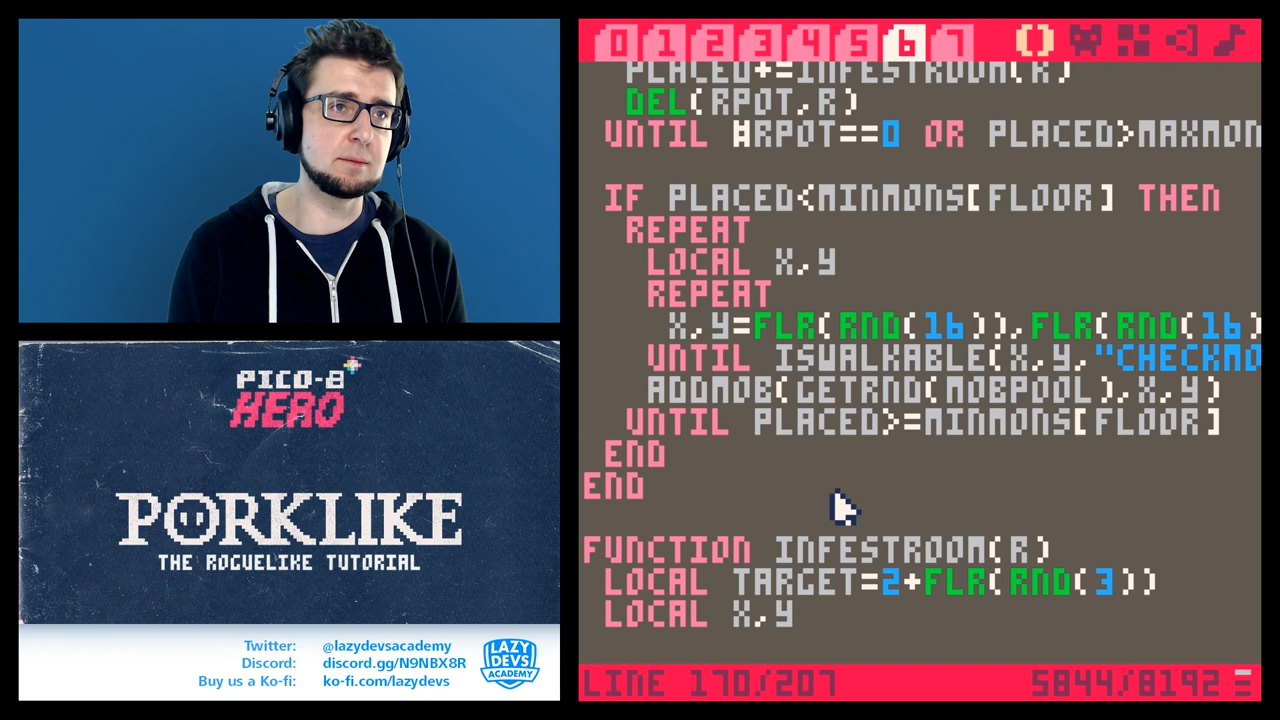 PICO-8
HERO
PORKLIKE
THE ROGUELIKE TUTORIAL
Twitter: @lazydevsacademy
Discord: discord.gg/N9NBX8R
Buy us a Ko-fi: ko-fi.com/lazydevs
LAZY
DEVS
ACADEMY
0 1 2 3 4 5 6 7 ()
PLACED+=INFESTROOM(R)
DEL(RPOT,R)
UNTIL #RPOT==0 OR PLACED>MAXMON
IF PLACED<MINMONS[FLOOR] THEN
REPEAT
LOCAL X,Y
REPEAT
X,Y=FLR(RND(16)),FLR(RND(16)
UNTIL ISWALKABLE(X,Y,"CHECKMO
ADDMOB(GETRND(MOBPOOL),X,Y)
UNTIL PLACED>=MINMONS[FLOOR]
END
END
FUNCTION INFESTROOM(R)
LOCAL TARGET=2+FLR(RND(3))
LOCAL X,Y
LINE 170/207 5844/8192